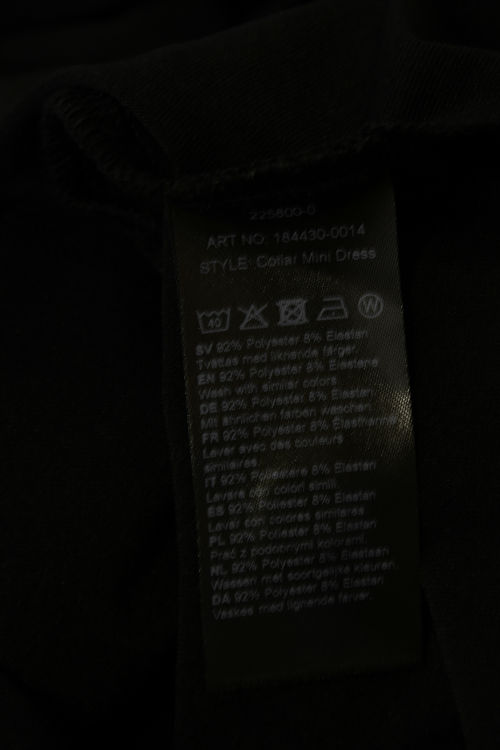 225800-0
ART NO: 184430-0014
STYLE: Collar Mini Dress
40 W
SV 92% Polyester 8% Elastan
Tvättas med liknande färger.
EN 92% Polyester 8% Elastane
Wash with similar colors
DE 92% Polyester 8% Elastan
Mit ähnlichen farben waschen.
FR 92% Polyester 8% Elasthanne
Laver avec des couleurs
similaires.
IT 92% Poliestere 8% Elastan
Lavare con colori simili.
ES 92% Poliester 8% Elastan
Lavar con colores similares
PL 92% Poliester 8% Elastan
Prać z podobnymi kolorami.
NL 92% Polyester 8% Elastaan
Wassen met soortgelijke kleuren.
DA 92% Polyester 8% Elastan
Vaskes med lignende farver.